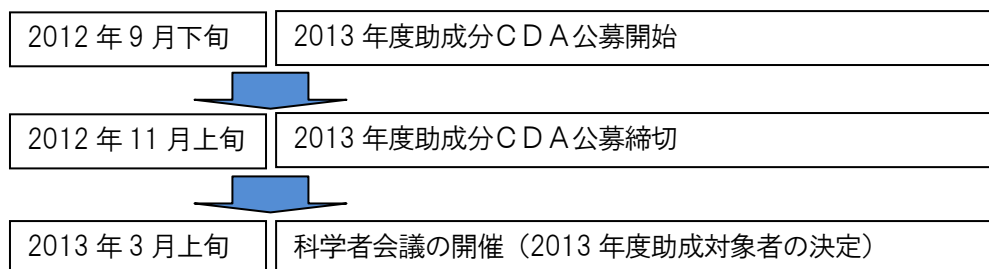 2012 年 9 月下旬 2013 年度助成分ＣＤＡ公募開始
2012 年 11 月上旬 2013 年度助成分ＣＤＡ公募締切
2013 年 3 月上旬 科学者会議の開催（2013 年度助成対象者の決定）